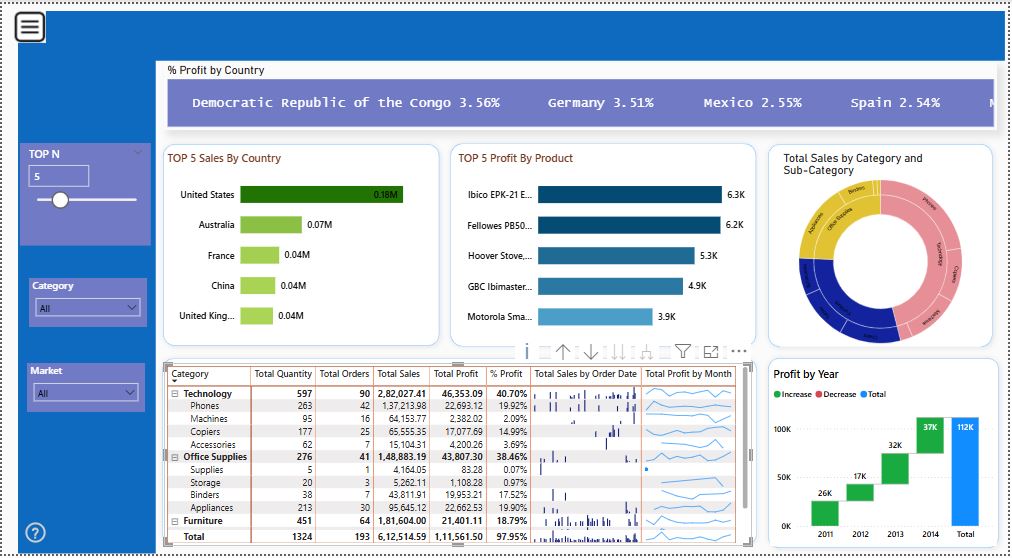 % Profit by Country
Democratic Republic of the Congo 3.56% Germany 3.51% Mexico 2.55% Spain 2.54%
TOP N
5
Category
All
Market
All
TOP 5 Sales By Country
United States 0.18M
Australia 0.07M
France 0.04M
China 0.04M
United King... 0.04M
TOP 5 Profit By Product
Ibico EPK-21 E... 6.3K
Fellowes PB50... 6.2K
Hoover Stove,... 5.3K
GBC Ibimaster... 4.9K
Motorola Sma... 3.9K
Total Sales by Category and
Sub-Category
Phones
Technology
Copiers
Machines
Binders
Office Supplies
Appliances
Category Total Quantity Total Orders Total Sales Total Profit % Profit Total Sales by Order Date Total Profit by Month
Technology 597 90 2,82,027.41 46,353.09 40.70%
Phones 263 42 1,37,213.98 22,693.12 19.92%
Machines 95 16 64,153.77 2,382.02 2.09%
Copiers 177 25 65,555.35 17,077.69 14.99%
Accessories 62 7 15,104.31 4,200.26 3.69%
Office Supplies 276 41 1,48,883.19 43,807.30 38.46%
Supplies 5 1 4,164.05 83.28 0.07%
Storage 20 3 5,262.11 1,108.28 0.97%
Binders 38 7 43,811.91 19,953.21 17.52%
Appliances 213 30 95,645.12 22,662.53 19.90%
Furniture 451 64 1,81,604.00 21,401.11 18.79%
Total 1324 193 6,12,514.59 1,11,561.50 97.95%
Profit by Year
Increase Decrease Total
100K
50K
0K
26K
17K
32K
37K
112K
2011 2012 2013 2014 Total